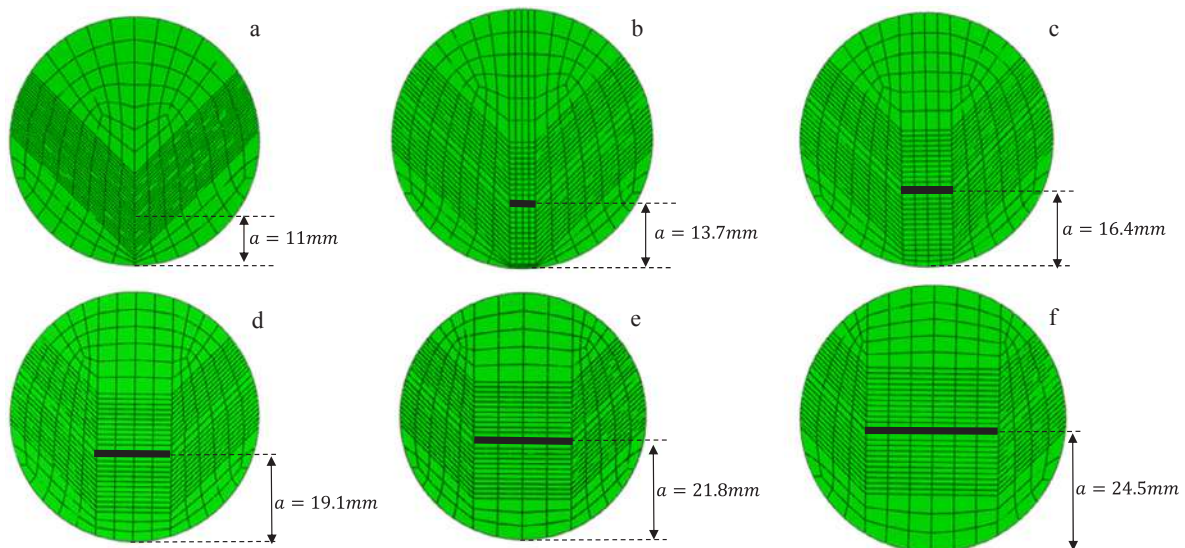 a
b
c
a = 11mm
a = 13.7mm
a = 16.4mm
d
e
f
a = 19.1mm
a = 21.8mm
a = 24.5mm